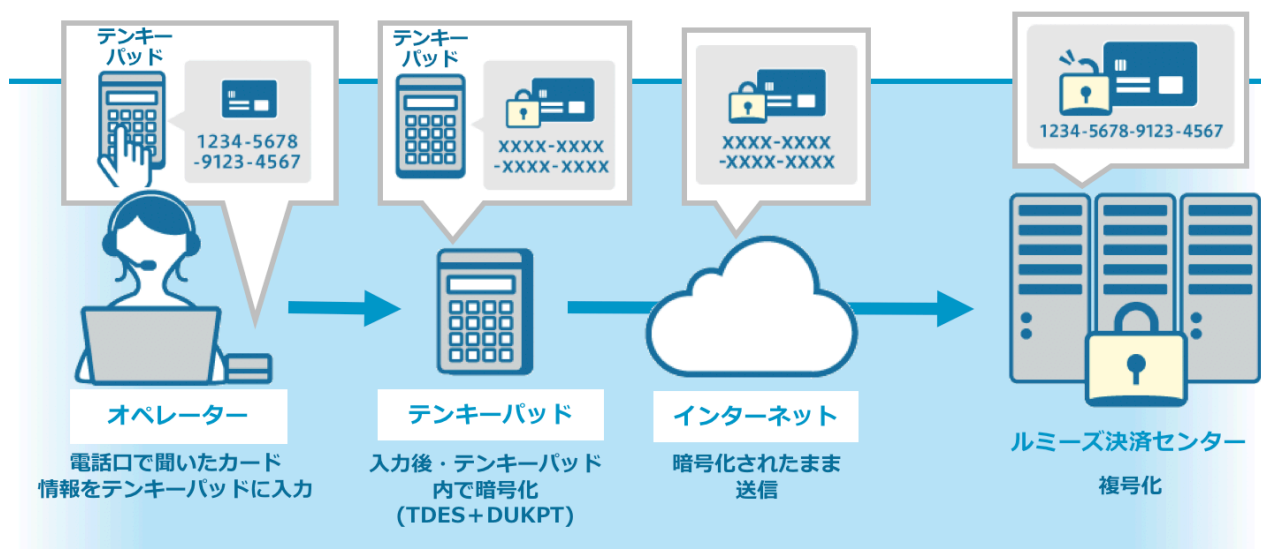 テンキー
パッド
1234-5678
-9123-4567
テンキー
パッド
XXXX-XXXX
-XXXX-XXXX
XXXX-XXXX
-XXXX-XXXX
1234-5678-9123-4567
オペレーター
電話口で聞いたカード
情報をテンキーパッドに入力
テンキーパッド
入力後・テンキーパッド
内で暗号化
(TDES+DUKPT)
インターネット
暗号化されたまま
送信
ルミーズ決済センター
複号化